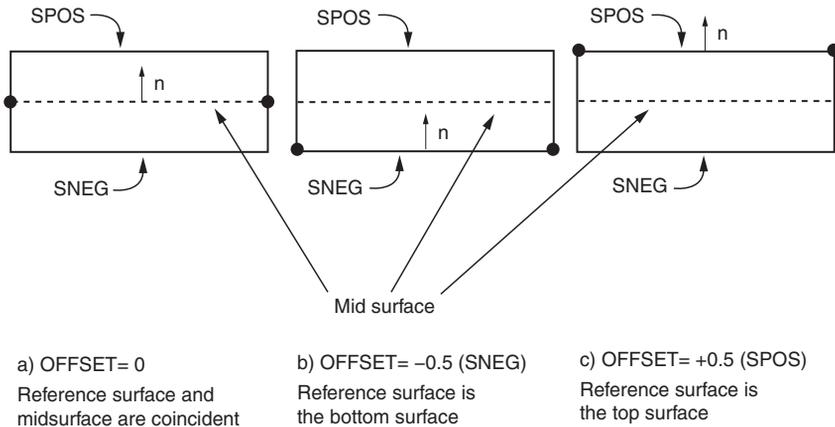 SPOS
SPOS
SPOS
n
n
n
n
SNEG
SNEG
SNEG
Mid surface
a) OFFSET= 0
Reference surface and
midsurface are coincident
b) OFFSET= −0.5 (SNEG)
Reference surface is
the bottom surface
c) OFFSET= +0.5 (SPOS)
Reference surface is
the top surface